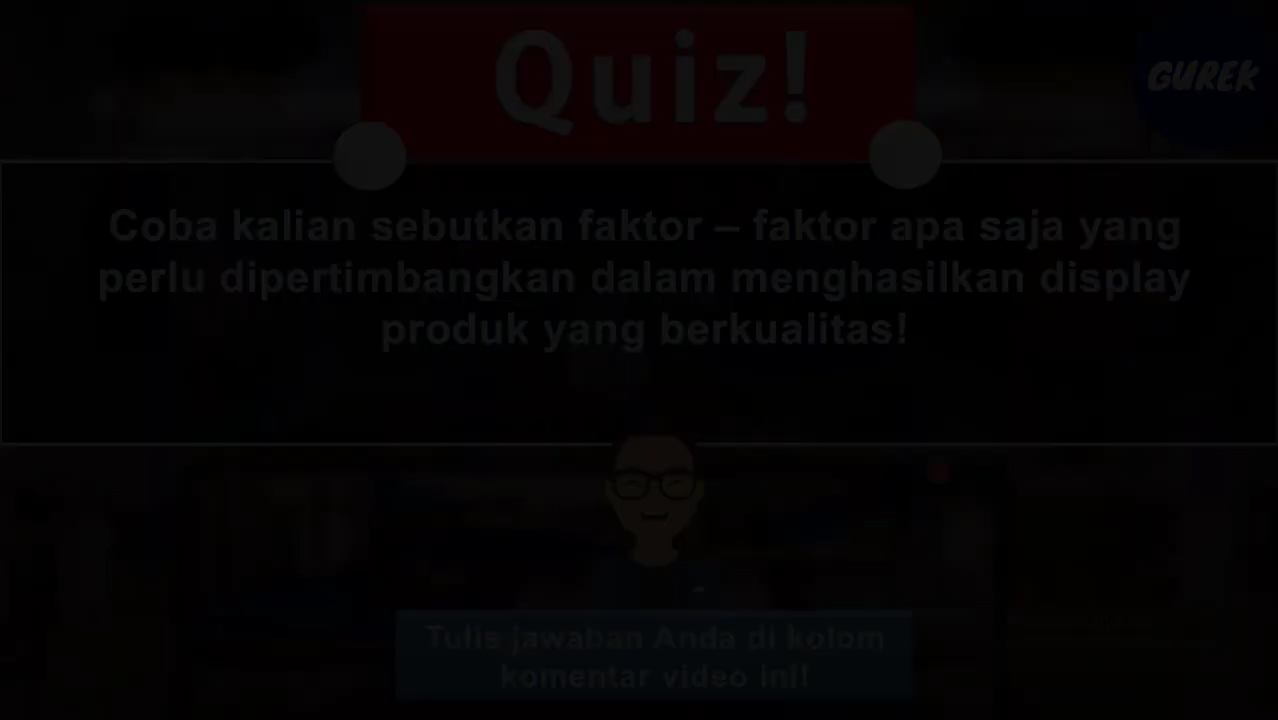 Quiz!
GUREK
Coba kalian sebutkan faktor – faktor apa saja yang
perlu dipertimbangkan dalam menghasilkan display
produk yang berkualitas!
Tulis jawaban Anda di kolom
komentar video ini!